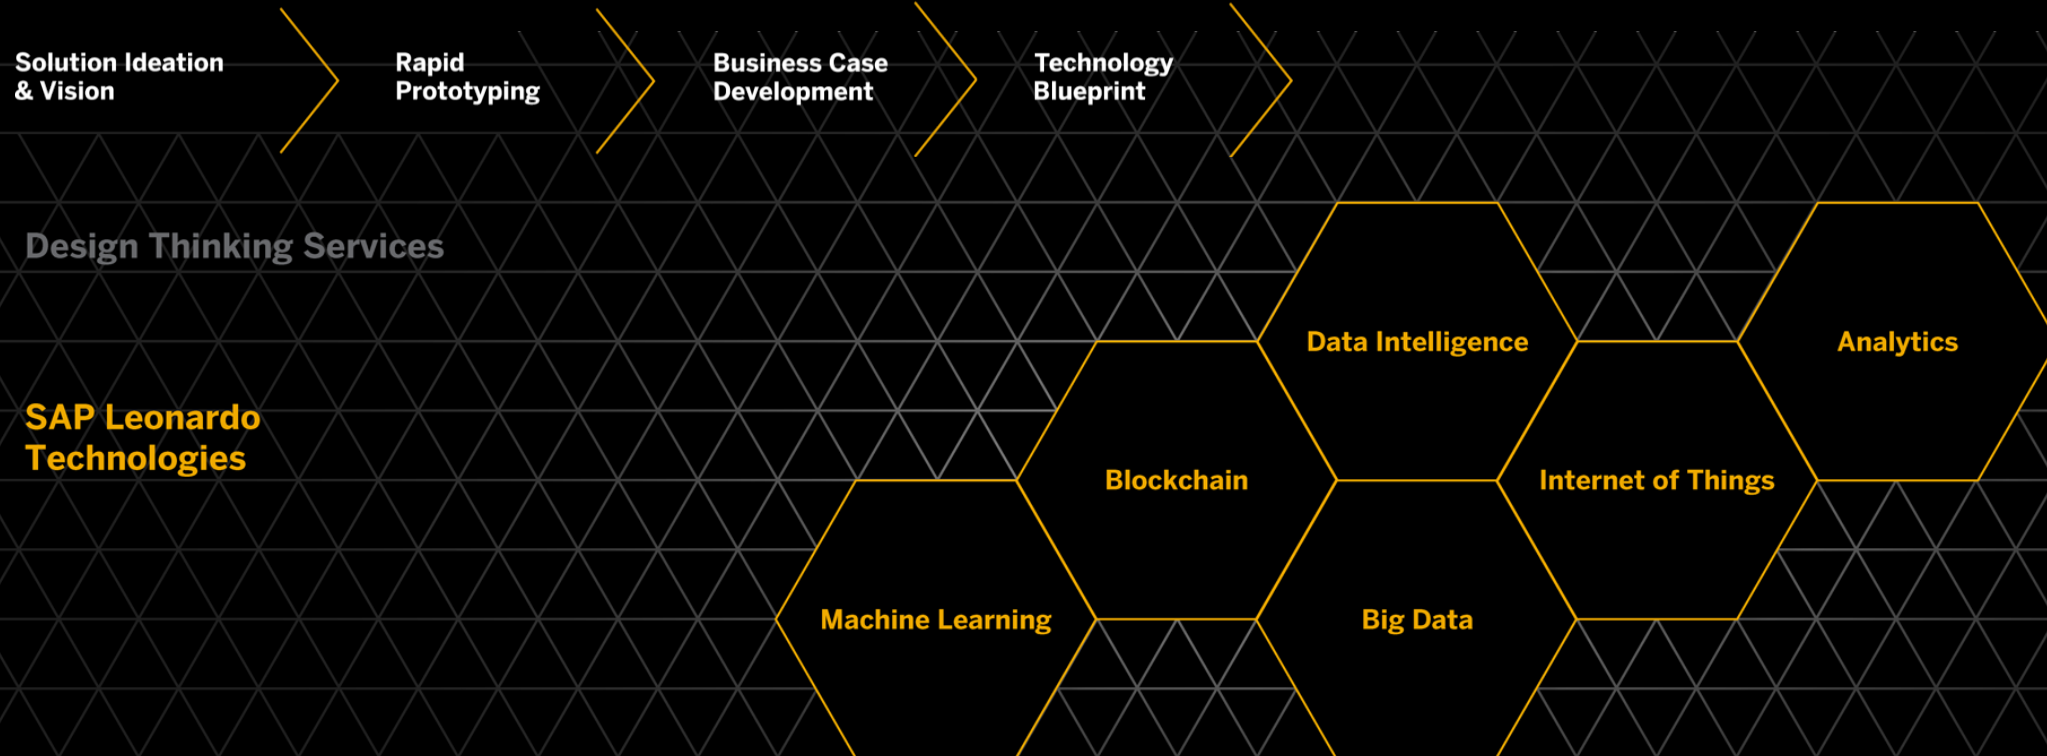 Solution Ideation
& Vision
Rapid
Prototyping
Business Case
Development
Technology
Blueprint
Design Thinking Services
SAP Leonardo
Technologies
Data Intelligence
Analytics
Blockchain
Internet of Things
Machine Learning
Big Data